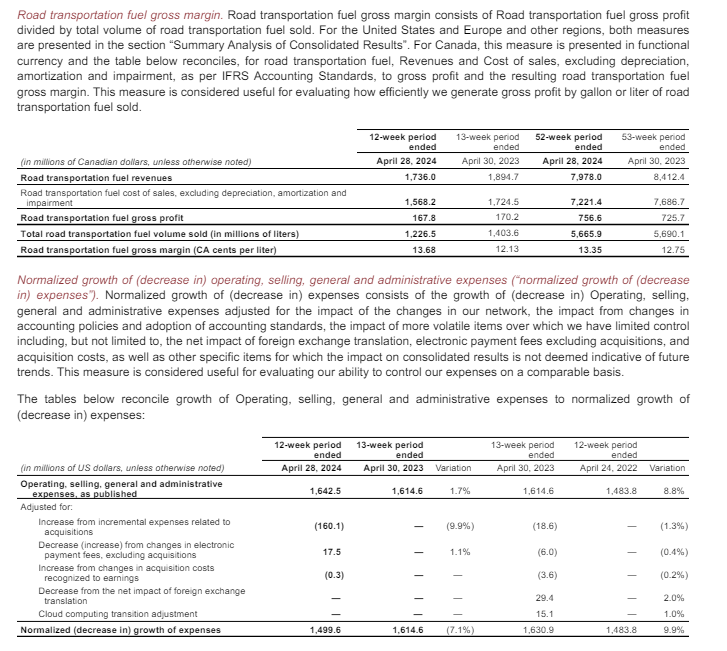 Road transportation fuel gross margin. Road transportation fuel gross margin consists of Road transportation fuel gross profit
divided by total volume of road transportation fuel sold. For the United States and Europe and other regions, both measures
are presented in the section “Summary Analysis of Consolidated Results”. For Canada, this measure is presented in functional
currency and the table below reconciles, for road transportation fuel, Revenues and Cost of sales, excluding depreciation,
amortization and impairment, as per IFRS Accounting Standards, to gross profit and the resulting road transportation fuel
gross margin. This measure is considered useful for evaluating how efficiently we generate gross profit by gallon or liter of road
transportation fuel sold.
12-week period 13-week period 52-week period 53-week period
ended ended ended ended
(in millions of Canadian dollars, unless otherwise noted) April 28, 2024 April 30, 2023 April 28, 2024 April 30, 2023
Road transportation fuel revenues 1,736.0 1,894.7 7,978.0 8,412.4
Road transportation fuel cost of sales, excluding depreciation, amortization and
impairment 1,568.2 1,724.5 7,221.4 7,686.7
Road transportation fuel gross profit 167.8 170.2 756.6 725.7
Total road transportation fuel volume sold (in millions of liters) 1,226.5 1,403.6 5,665.9 5,690.1
Road transportation fuel gross margin (CA cents per liter) 13.68 12.13 13.35 12.75
Normalized growth of (decrease in) operating, selling, general and administrative expenses (“normalized growth of (decrease
in) expenses”). Normalized growth of (decrease in) expenses consists of the growth of (decrease in) Operating, selling,
general and administrative expenses adjusted for the impact of the changes in our network, the impact from changes in
accounting policies and adoption of accounting standards, the impact of more volatile items over which we have limited control
including, but not limited to, the net impact of foreign exchange translation, electronic payment fees excluding acquisitions, and
acquisition costs, as well as other specific items for which the impact on consolidated results is not deemed indicative of future
trends. This measure is considered useful for evaluating our ability to control our expenses on a comparable basis.
The tables below reconcile growth of Operating, selling, general and administrative expenses to normalized growth of
(decrease in) expenses:
12-week period 13-week period 13-week period 12-week period
ended ended ended ended
(in millions of US dollars, unless otherwise noted) April 28, 2024 April 30, 2023 Variation April 30, 2023 April 24, 2022 Variation
Operating, selling, general and administrative
expenses, as published 1,642.5 1,614.6 1.7% 1,614.6 1,483.8 8.8%
Adjusted for:
Increase from incremental expenses related to
acquisitions (160.1) — (9.9%) (18.6) — (1.3%)
Decrease (increase) from changes in electronic
payment fees, excluding acquisitions 17.5 — 1.1% (6.0) — (0.4%)
Increase from changes in acquisition costs
recognized to earnings (0.3) — — (3.6) — (0.2%)
Decrease from the net impact of foreign exchange
translation — — — 29.4 — 2.0%
Cloud computing transition adjustment — — — 15.1 — 1.0%
Normalized (decrease in) growth of expenses 1,499.6 1,614.6 (7.1%) 1,630.9 1,483.8 9.9%